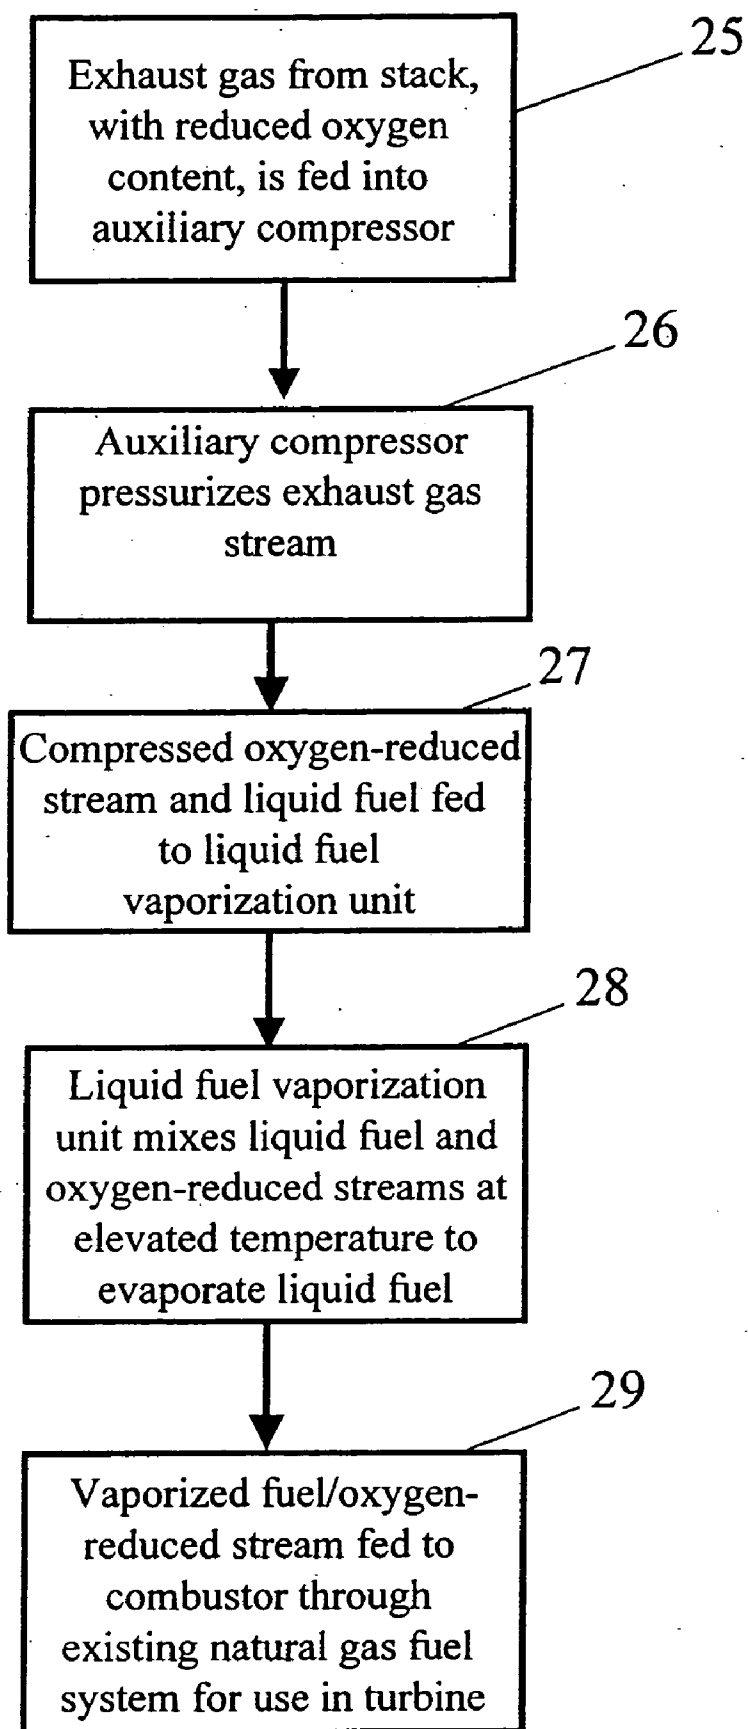 25
Exhaust gas from stack,
with reduced oxygen
content, is fed into
auxiliary compressor
26
Auxiliary compressor
pressurizes exhaust gas
stream
27
Compressed oxygen-reduced
stream and liquid fuel fed
to liquid fuel
vaporization unit
28
Liquid fuel vaporization
unit mixes liquid fuel and
oxygen-reduced streams at
elevated temperature to
evaporate liquid fuel
29
Vaporized fuel/oxygen-
reduced stream fed to
combustor through
existing natural gas fuel
system for use in turbine